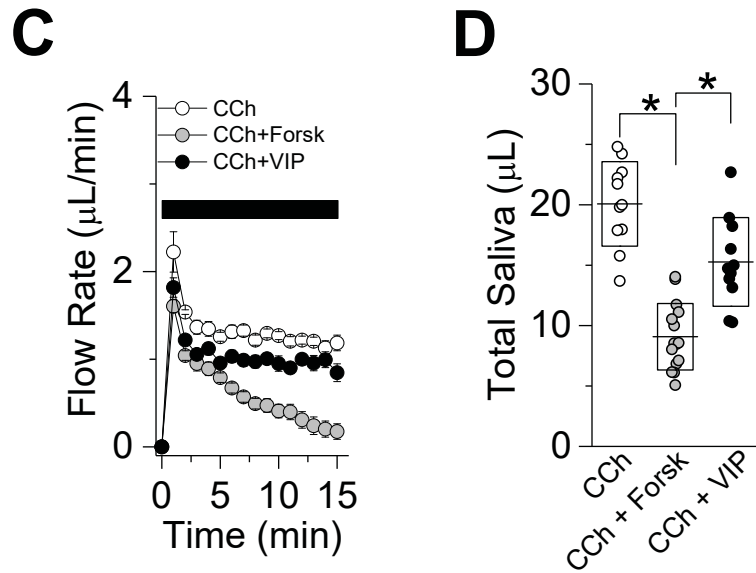 C
4
2
0
Flow Rate (μL/min)
CCh
CCh+Forsk
CCh+VIP
0 5 10 15
Time (min)
D
30
20
10
0
Total Saliva (μL)
* *
CCh
CCh + Forsk
CCh + VIP